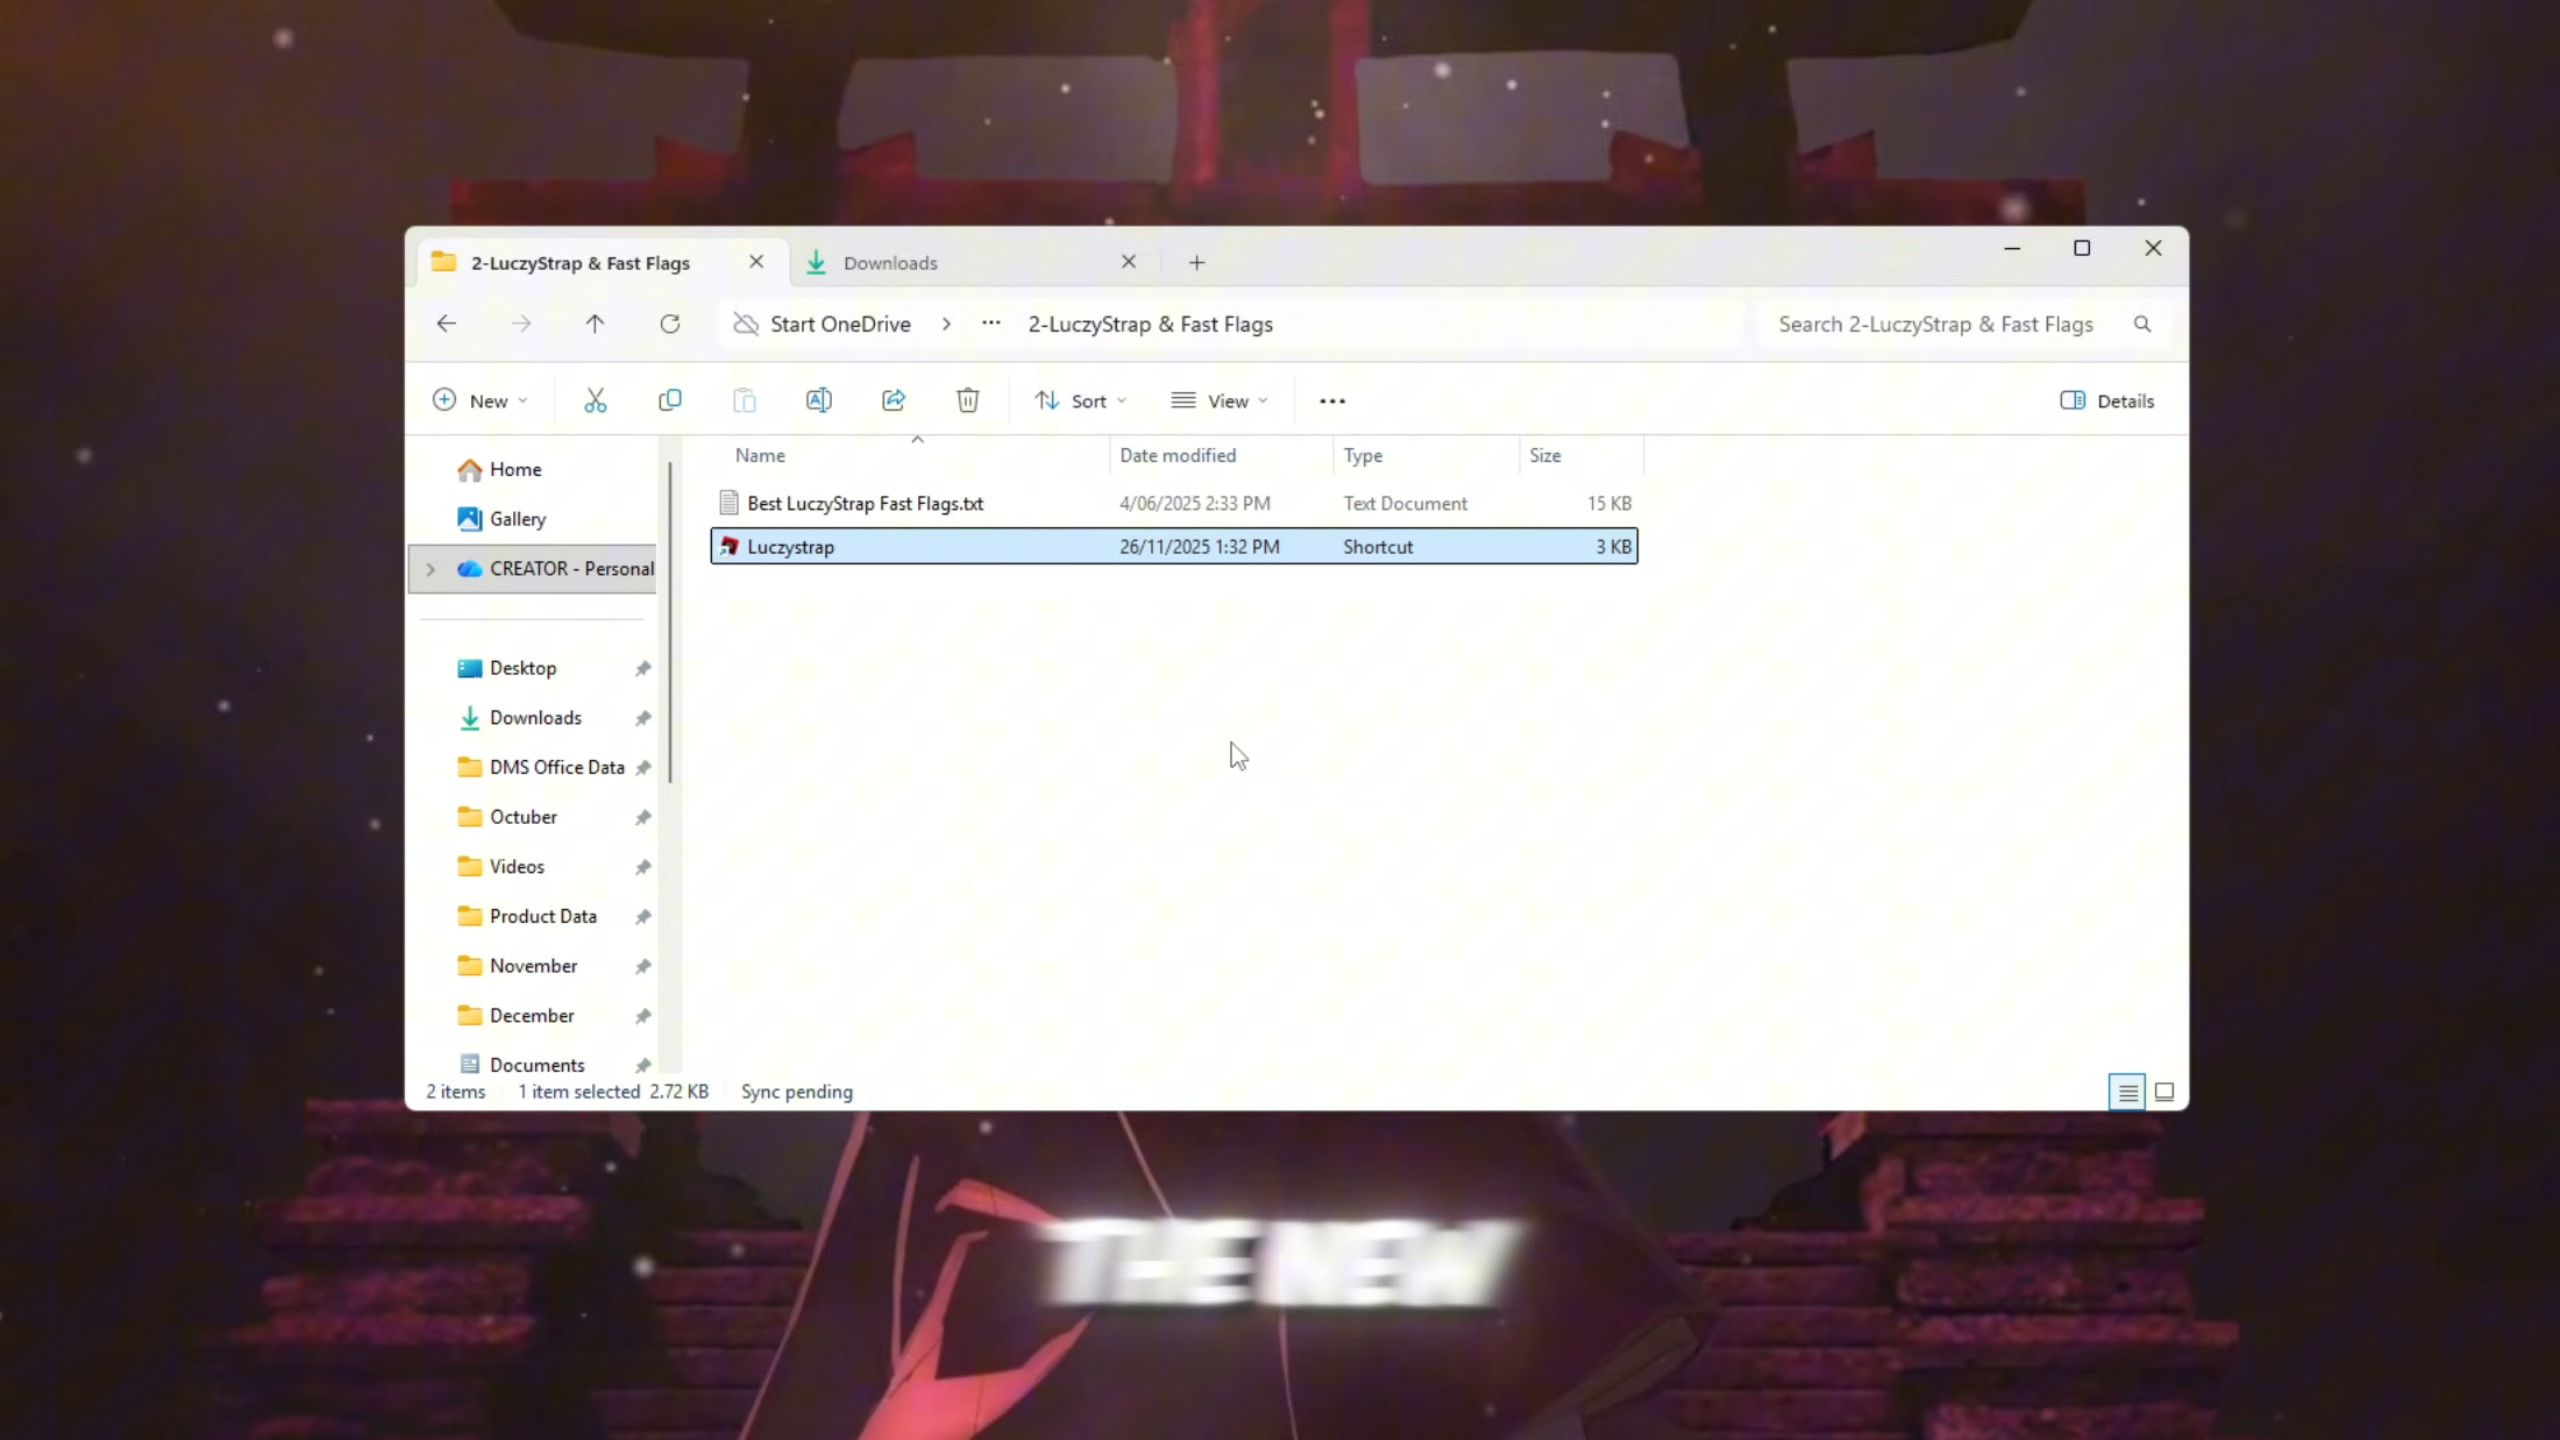 2-LuczyStrap & Fast Flags
Downloads
Start OneDrive
2-LuczyStrap & Fast Flags
Search 2-LuczyStrap & Fast Flags
New
Sort
View
Details
Name
Date modified
Type
Size
Best LuczyStrap Fast Flags.txt
4/06/2025 2:33 PM
Text Document
15 KB
Luczystrap
26/11/2025 1:32 PM
Shortcut
3 KB
Home
Gallery
CREATOR - Personal
Desktop
Downloads
DMS Office Data
Octuber
Videos
Product Data
November
December
Documents
2 items
1 item selected 2.72 KB
Sync pending
THE NEW